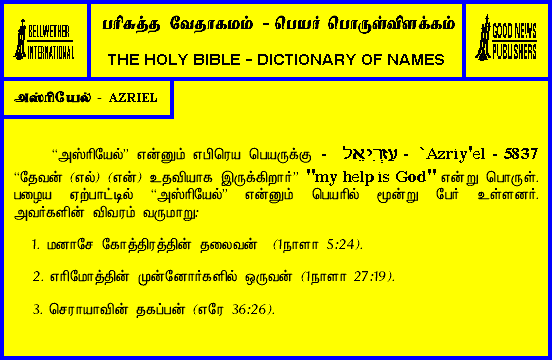 BELLWETHER INTERNATIONAL
பரிசுத்த வேதாகமம் - பெயர் பொருள்விளக்கம்
THE HOLY BIBLE - DICTIONARY OF NAMES
GOOD NEWS PUBLISHERS
அஸ்ரியேல் - AZRIEL
“அஸ்ரியேல்” என்னும் எபிரெய பெயருக்கு - עזריאל - `Azriy'el - 5837
“தேவன் (எல்) (என்) உதவியாக இருக்கிறார்” "my help is God" என்று பொருள்.
பழைய ஏற்பாட்டில் “அஸ்ரியேல்” என்னும் பெயரில் மூன்று பேர் உள்ளனர்.
அவர்களின் விவரம் வருமாறு:
1. மனாசே கோத்திரத்தின் தலைவன் (1நாளா 5:24).
2. எரிமோத்தின் முன்னோர்களில் ஒருவன் (1நாளா 27:19).
3. செராயாவின் தகப்பன் (எரே 36:26).